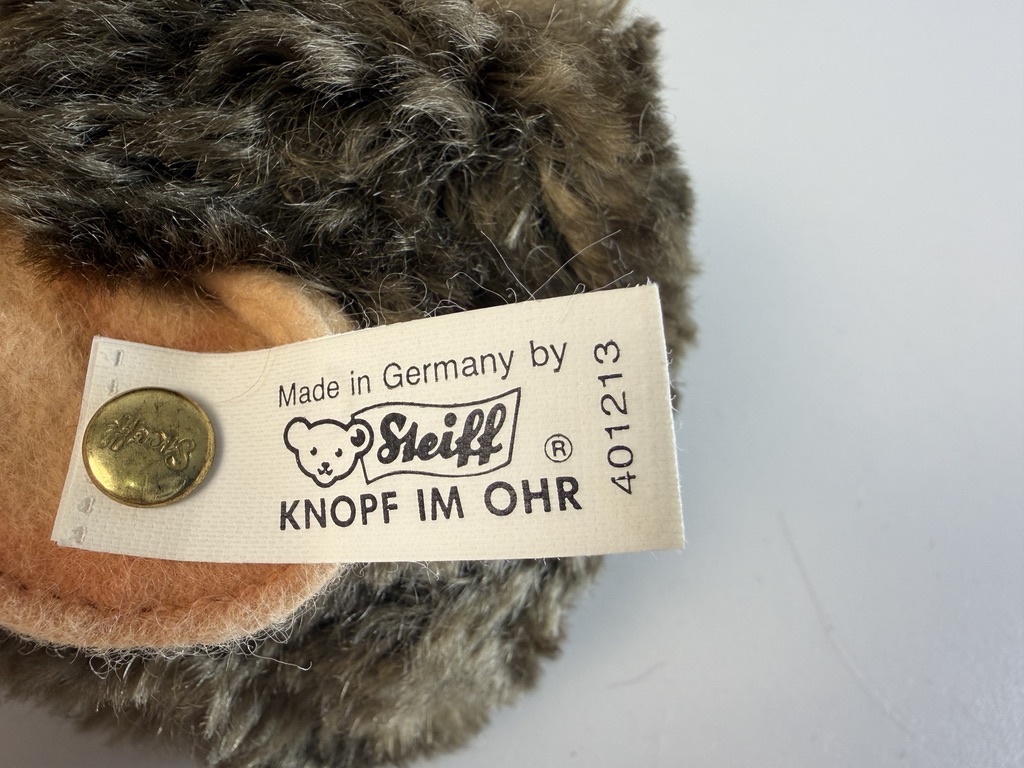 Made in Germany by
Steiff ®
KNOPF IM OHR
401213
Steiff